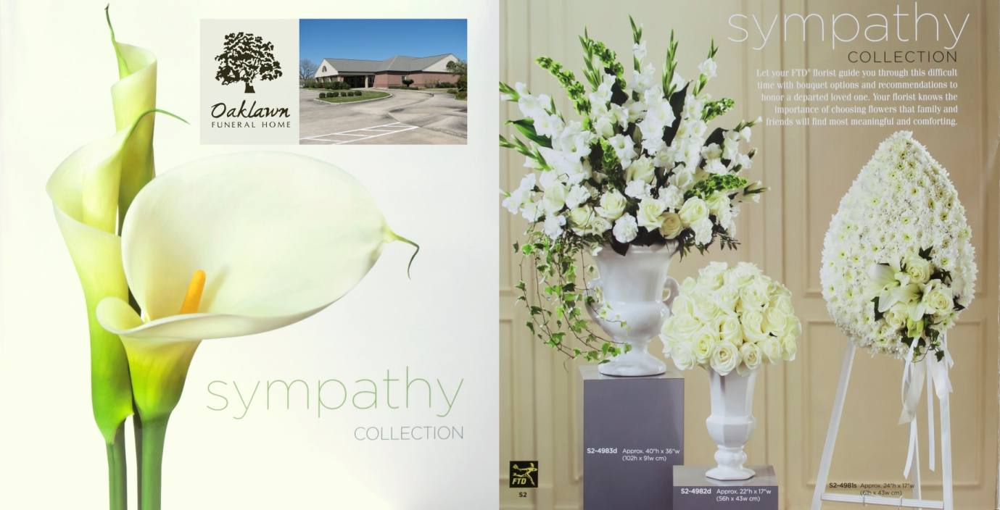 Oaklawn
FUNERAL HOME
sympathy
COLLECTION
sympathy
COLLECTION
Let your FTD® florist guide you through this difficult
time with bouquet options and recommendations to
honor a departed loved one. Your florist knows the
importance of choosing flowers that family and
friends will find most meaningful and comforting.
S2-4983d Approx. 40"h x 36"w
(102h x 91w cm)
S2-4982d Approx. 22"h x 17"w
(56h x 43w cm)
S2-4981s Approx. 24"h x 17"w
(61h x 43w cm)
FTD
S2